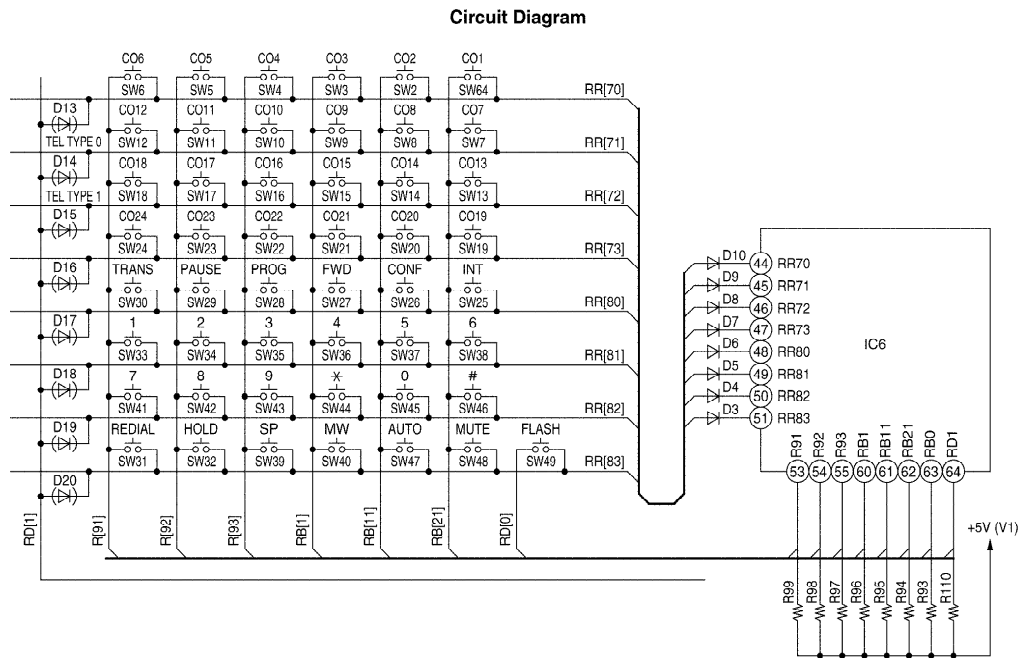 Circuit Diagram
CO6 CO5 CO4 CO3 CO2 CO1
SW6 SW5 SW4 SW3 SW2 SW64 RR[70]
D13 CO12 CO11 CO10 CO9 CO8 CO7
TEL TYPE 0 SW12 SW11 SW10 SW9 SW8 SW7 RR[71]
D14 CO18 CO17 CO16 CO15 CO14 CO13
TEL TYPE 1 SW18 SW17 SW16 SW15 SW14 SW13 RR[72]
D15 CO24 CO23 CO22 CO21 CO20 CO19
SW24 SW23 SW22 SW21 SW20 SW19 RR[73]
D16 TRANS PAUSE PROG FWD CONF INT
SW30 SW29 SW28 SW27 SW26 SW25 RR[80]
D17 1 2 3 4 5 6
SW33 SW34 SW35 SW36 SW37 SW38 RR[81]
D18 7 8 9 * 0 #
SW41 SW42 SW43 SW44 SW45 SW46 RR[82]
D19 REDIAL HOLD SP MW AUTO MUTE FLASH
SW31 SW32 SW39 SW40 SW47 SW48 SW49 RR[83]
D20
RD[1] R[91] R[92] R[93] RB[1] RB[11] RB[21] RD[0]
D10 44 RR70
D9 45 RR71
D8 46 RR72
D7 47 RR73
D6 48 RR80
D5 49 RR81
D4 50 RR82
D3 51 RR83
IC6
R91 R92 R93 RB1 RB11 RB21 RB0 RD1
53 54 55 60 61 62 63 64
+5V (V1)
R99 R98 R97 R96 R95 R94 R93 R110